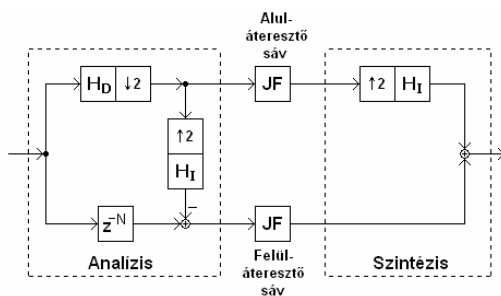 Alul-
áteresztő
sáv
H_D ↓2
JF
↑2 H_I
↑2
H_I
z^-N
−
JF
Analízis
Felül-
áteresztő
sáv
Szintézis